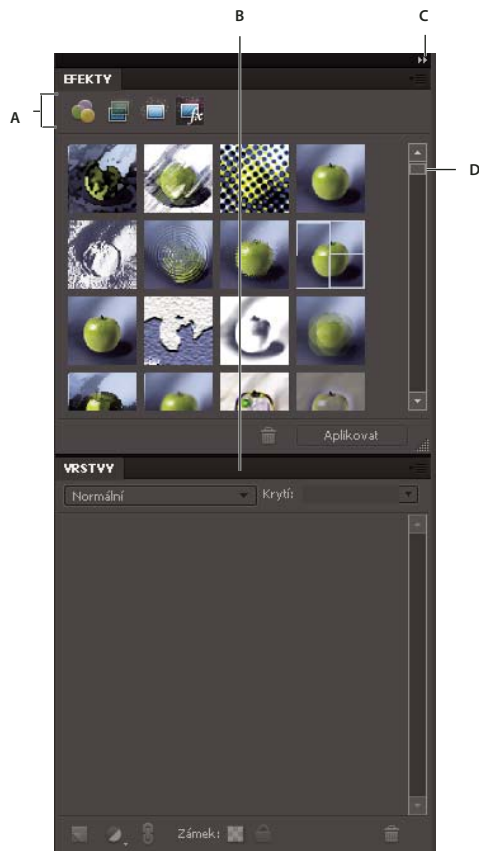 B
C
EFEKTY
A
D
Aplikovat
VRSTVY
Normální
Krytí:
Zámek: